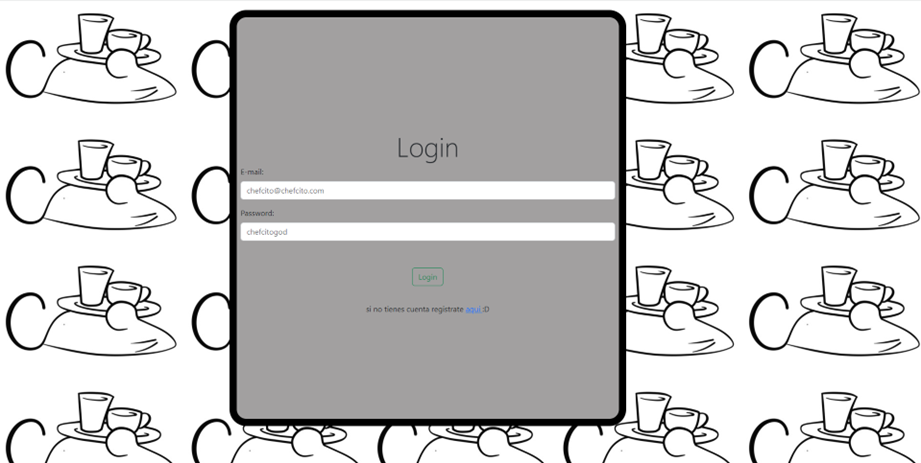 Login
E-mail:
chefcito@chefcito.com
Password:
chefcitogod
Login
si no tienes cuenta registrate aqui :D